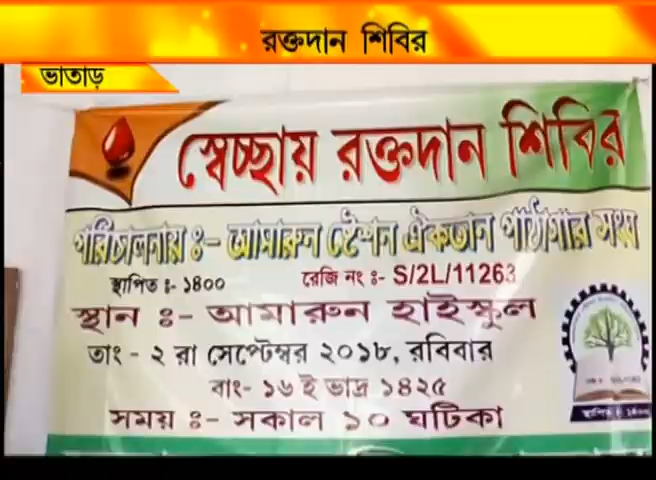 রক্তদান শিবির
ভাতাড়
স্বেচ্ছায় রক্তদান শিবির
পরিচালনায় ঃ- আমারুন ষ্টেশন ঐকতান পাঠাগার সংঘ
স্থাপিত ঃ- ১৪০০ রেজি নং ঃ- S/2L/11263
স্থান ঃ- আমারুন হাইস্কুল
তাং - ২ রা সেপ্টেম্বর ২০১৮, রবিবার
বাং- ১৬ ই ভাদ্র ১৪২৫
সময় ঃ- সকাল ১০ ঘটিকা
স্থাপিত ঃ ১৪০০